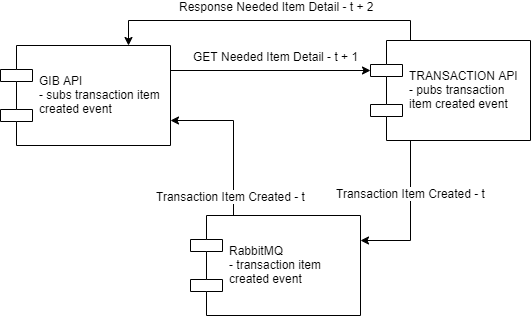 Response Needed Item Detail - t + 2
GET Needed Item Detail - t + 1
GIB API
- subs transaction item
created event
TRANSACTION API
- pubs transaction
item created event
Transaction Item Created - t
Transaction Item Created - t
RabbitMQ
- transaction item
created event